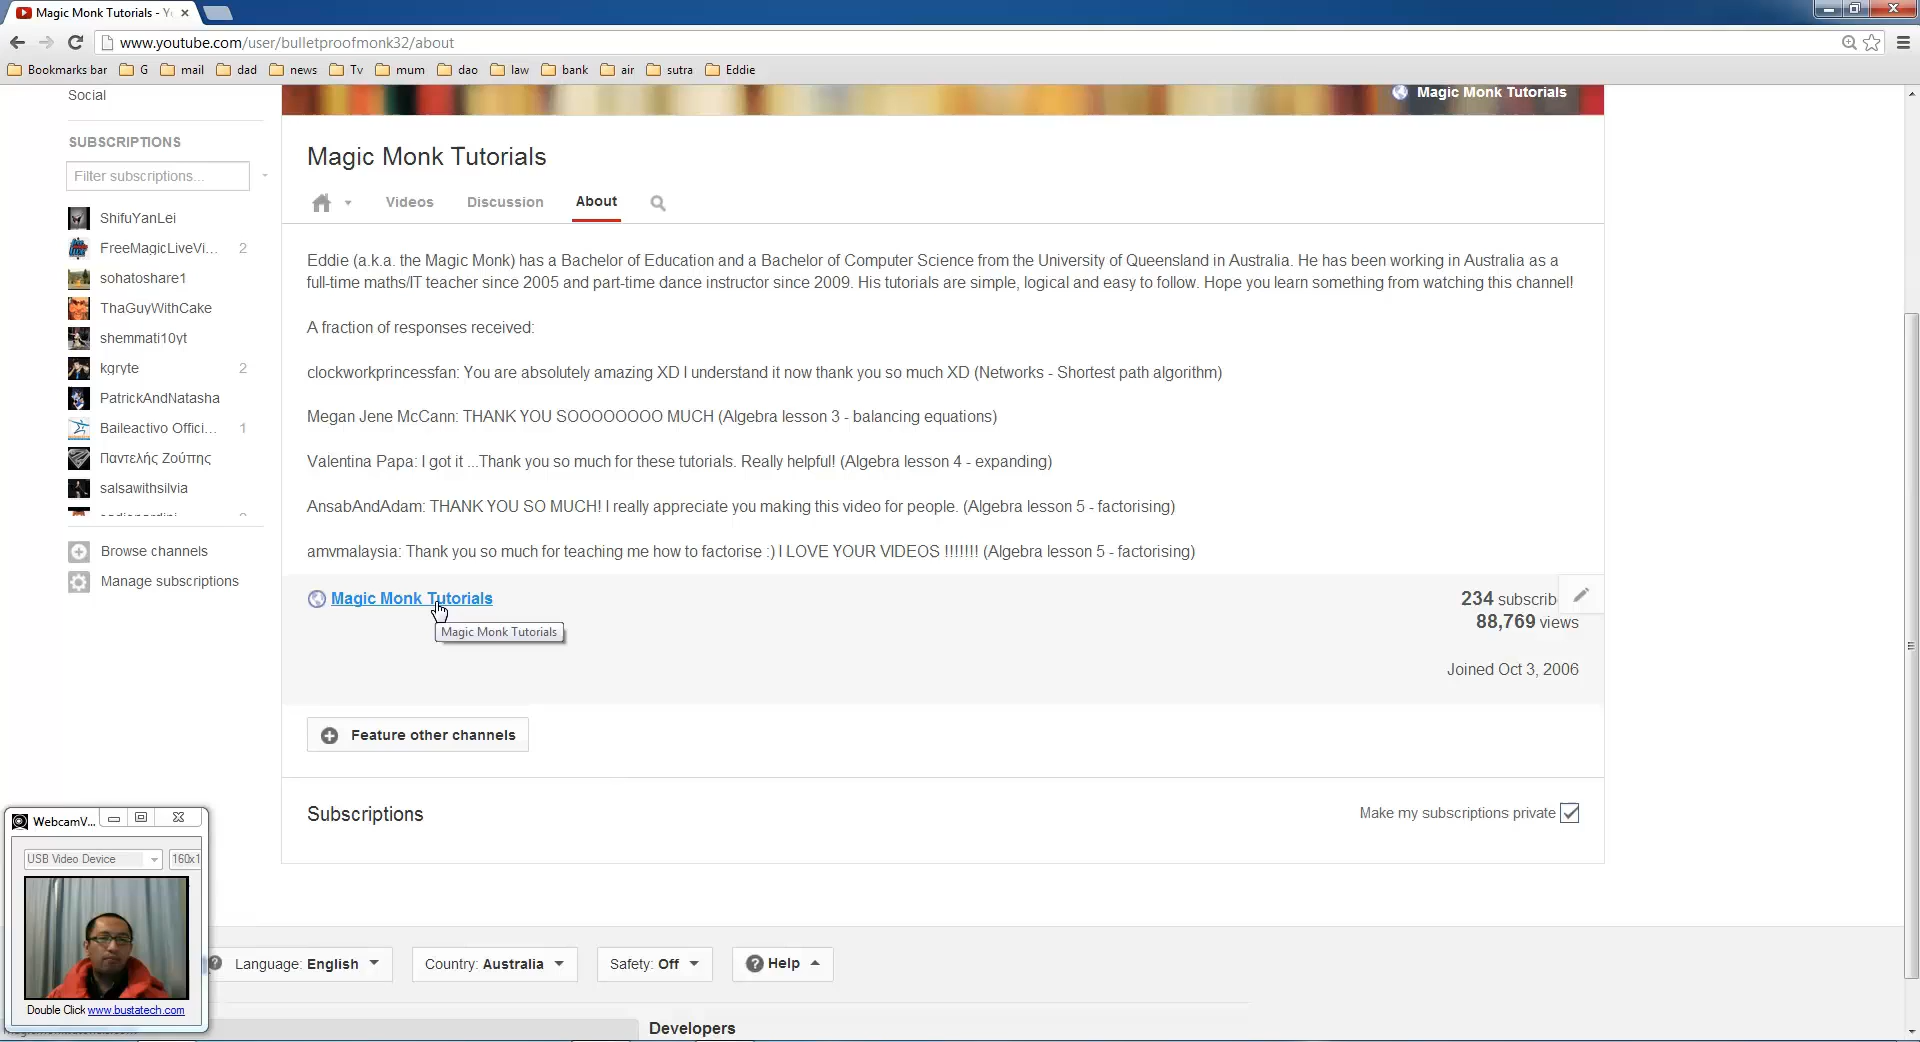 Magic Monk Tutorials - Y
www.youtube.com/user/bulletproofmonk32/about
Bookmarks bar G mail dad news Tv mum dao law bank air sutra Eddie
Social
Magic Monk Tutorials
SUBSCRIPTIONS
Filter subscriptions...
ShifuYanLei
FreeMagicLiveVi... 2
sohatoshare1
ThaGuyWithCake
shemmati10yt
kgryte 2
PatrickAndNatasha
Baileactivo Offici... 1
Παντελής Ζούπης
salsawithsilvia
Browse channels
Manage subscriptions
Magic Monk Tutorials
Videos Discussion About
Eddie (a.k.a. the Magic Monk) has a Bachelor of Education and a Bachelor of Computer Science from the University of Queensland in Australia. He has been working in Australia as a
full-time maths/IT teacher since 2005 and part-time dance instructor since 2009. His tutorials are simple, logical and easy to follow. Hope you learn something from watching this channel!
A fraction of responses received:
clockworkprincessfan: You are absolutely amazing XD I understand it now thank you so much XD (Networks - Shortest path algorithm)
Megan Jene McCann: THANK YOU SOOOOOOOO MUCH (Algebra lesson 3 - balancing equations)
Valentina Papa: I got it ...Thank you so much for these tutorials. Really helpful! (Algebra lesson 4 - expanding)
AnsabAndAdam: THANK YOU SO MUCH! I really appreciate you making this video for people. (Algebra lesson 5 - factorising)
amvmalaysia: Thank you so much for teaching me how to factorise :) I LOVE YOUR VIDEOS !!!!!!! (Algebra lesson 5 - factorising)
Magic Monk Tutorials
Magic Monk Tutorials
234 subscrib
88,769 views
Joined Oct 3, 2006
Feature other channels
Subscriptions
Make my subscriptions private
WebcamV...
USB Video Device 160x1
Double Click www.bustatech.com
Language: English Country: Australia Safety: Off Help
Developers